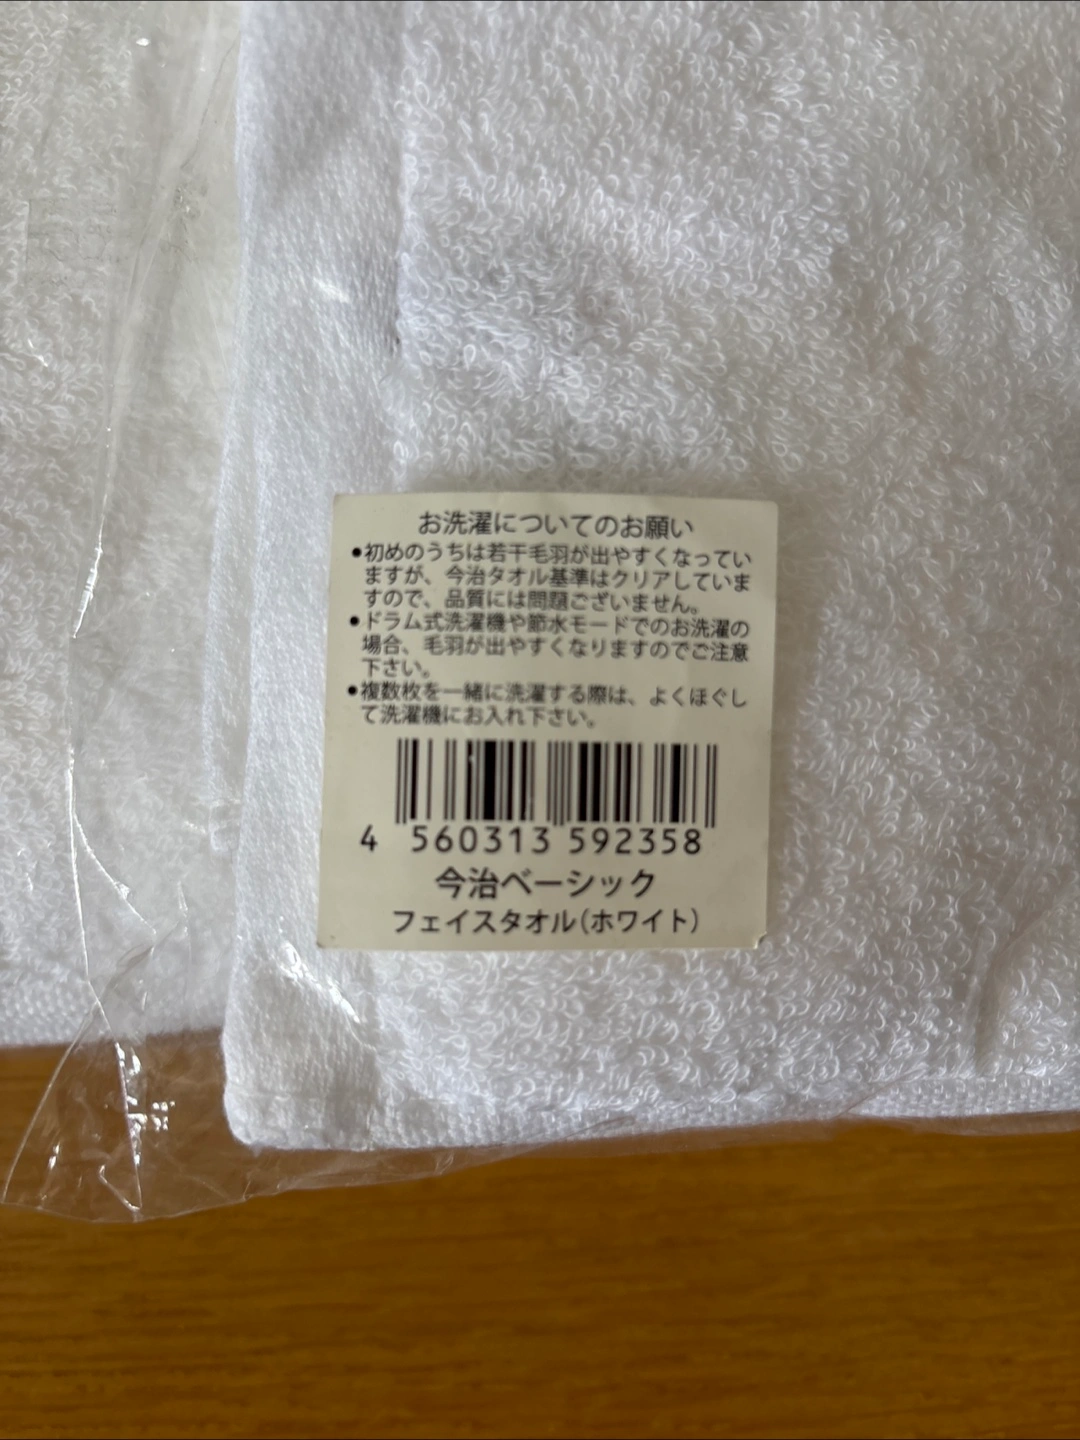 お洗濯についてのお願い
●初めのうちは若干毛羽が出やすくなってい
ますが、今治タオル基準はクリアしていま
すので、品質には問題ございません。
●ドラム式洗濯機や節水モードでのお洗濯の
場合、毛羽が出やすくなりますのでご注意
下さい。
●複数枚を一緒に洗濯する際は、よくほぐし
て洗濯機にお入れ下さい。
4 560313 592358
今治ベーシック
フェイスタオル(ホワイト)